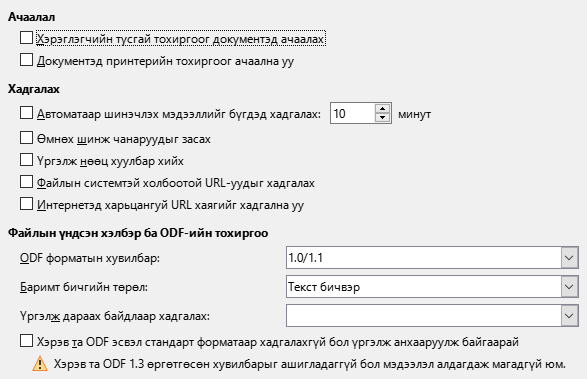 Ачаалал
Хэрэглэгчийн тусгай тохиргоог документэд ачаалах
Документэд принтерийн тохиргоог ачаална уу
Хадгалах
Автоматаар шинэчлэх мэдээллийг бүгдэд хадгалах: 10 минут
Өмнөх шинж чанаруудыг засах
Үргэлж нөөц хуулбар хийх
Файлын системтэй холбоотой URL-уудыг хадгалах
Интернетэд харьцангуй URL хаягийг хадгална уу
Файлын үндсэн хэлбэр ба ODF-ийн тохиргоо
ODF форматын хувилбар: 1.0/1.1
Баримт бичгийн төрөл: Текст бичвэр
Үргэлж дараах байдлаар хадгалах:
Хэрэв та ODF эсвэл стандарт форматаар хадгалахгүй бол үргэлж анхааруулж байгаарай
Хэрэв та ODF 1.3 өргөтгөсөн хувилбарыг ашигладаггүй бол мэдээлэл алдагдаж магадгүй юм.